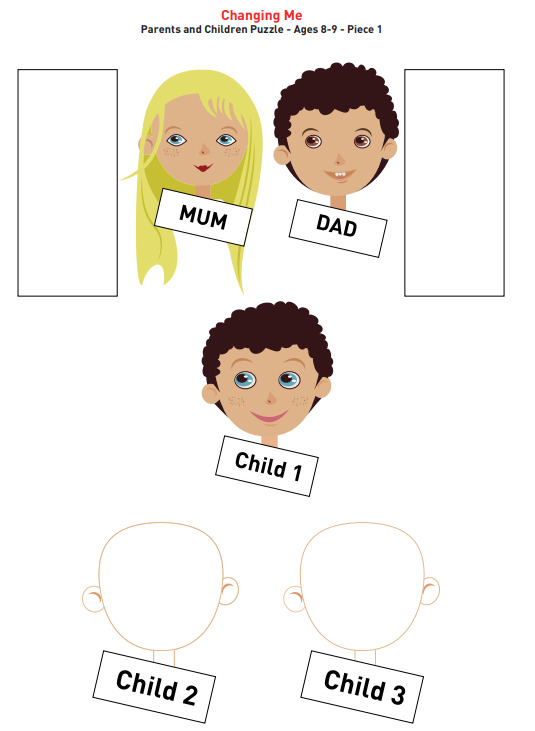 Changing Me
Parents and Children Puzzle - Ages 8-9 - Piece 1
MUM
DAD
Child 1
Child 2
Child 3